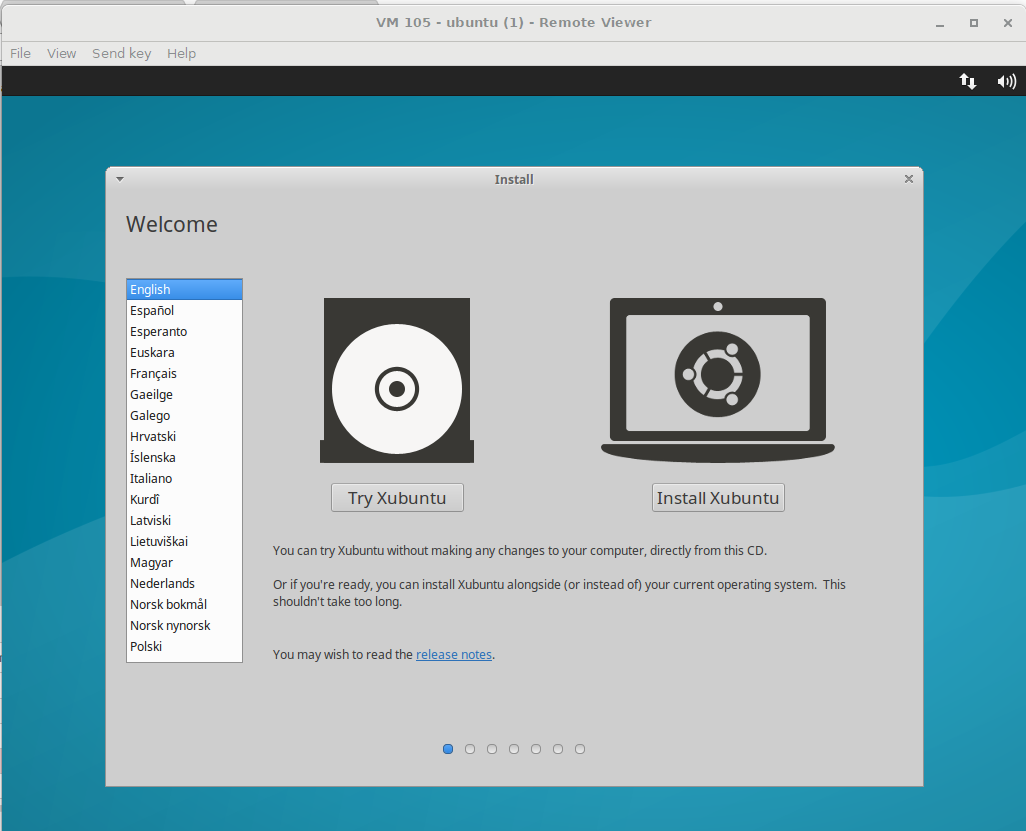 VM 105 - ubuntu (1) - Remote Viewer
File View Send key Help
Install
Welcome
English
Español
Esperanto
Euskara
Français
Gaeilge
Galego
Hrvatski
Íslenska
Italiano
Kurdî
Latviski
Lietuviškai
Magyar
Nederlands
Norsk bokmål
Norsk nynorsk
Polski
Try Xubuntu
Install Xubuntu
You can try Xubuntu without making any changes to your computer, directly from this CD.
Or if you're ready, you can install Xubuntu alongside (or instead of) your current operating system.  This
shouldn't take too long.
You may wish to read the release notes.